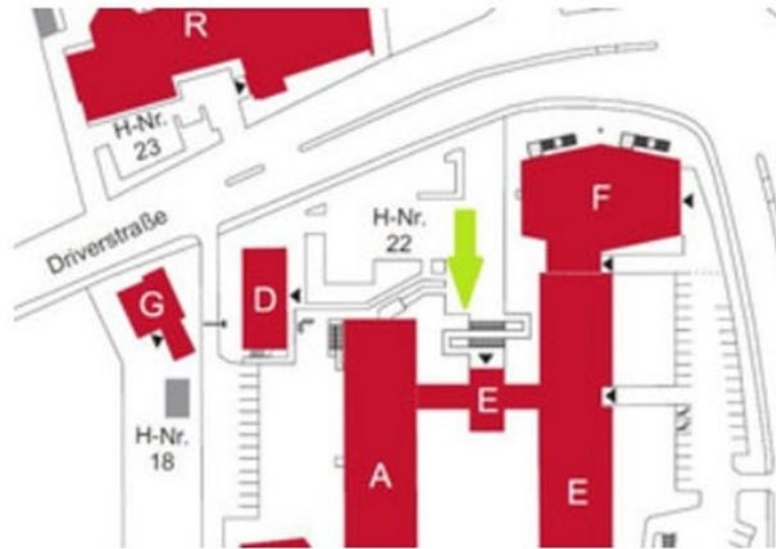 R
H-Nr.
23
Driverstraße
H-Nr.
22
F
G
D
E
H-Nr.
18
A
E